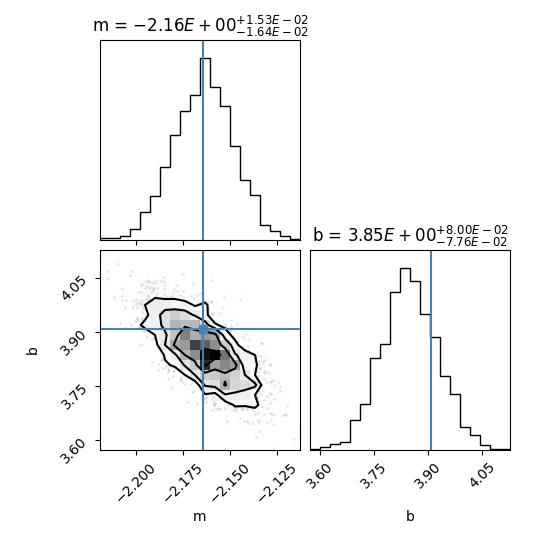 m = −2.16E + 00 +1.53E − 02 −1.64E − 02
b = 3.85E + 00 +8.00E − 02 −7.76E − 02
4.05
3.90
3.75
3.60
b
−2.200
−2.175
−2.150
−2.125
m
3.60
3.75
3.90
4.05
b